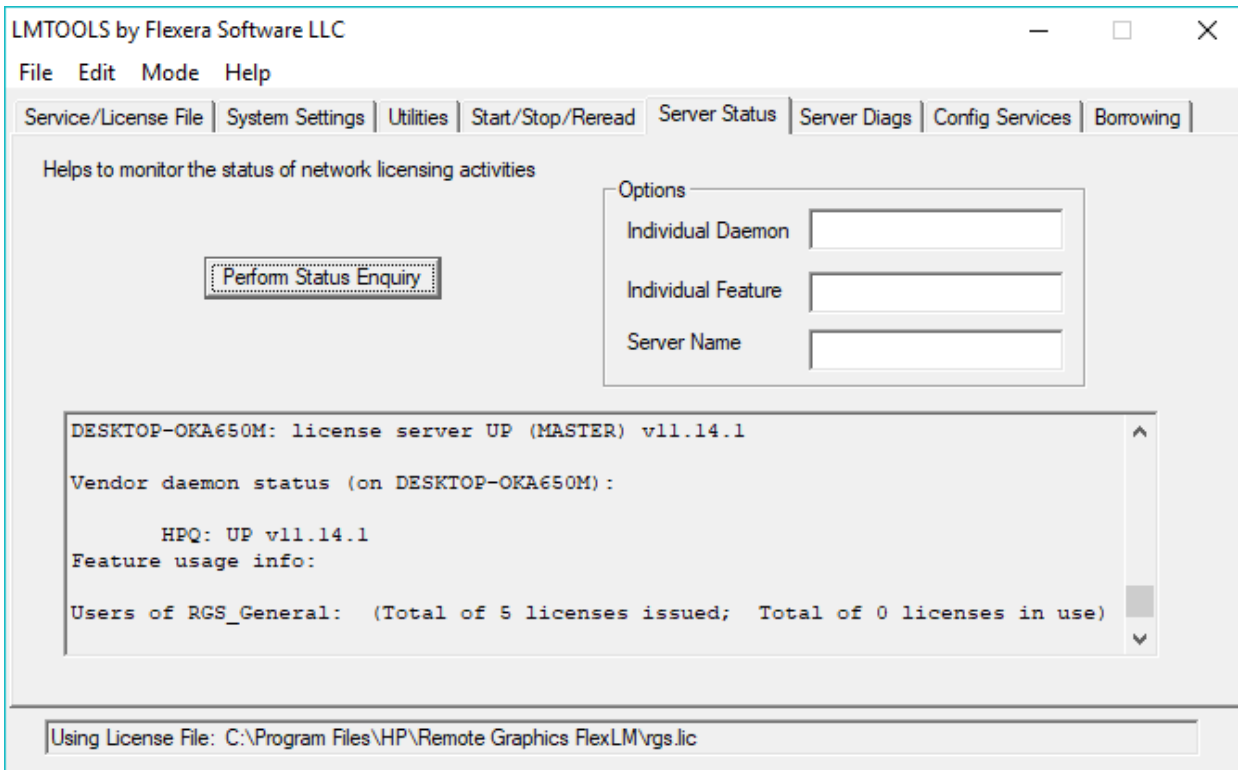 LMTOOLS by Flexera Software LLC
File Edit Mode Help
Service/License File System Settings Utilities Start/Stop/Reread Server Status Server Diags Config Services Borrowing
Helps to monitor the status of network licensing activities
Options
Individual Daemon
Perform Status Enquiry
Individual Feature
Server Name
DESKTOP-OKA650M: license server UP (MASTER) v11.14.1
Vendor daemon status (on DESKTOP-OKA650M):
HPQ: UP v11.14.1
Feature usage info:
Users of RGS_General: (Total of 5 licenses issued; Total of 0 licenses in use)
Using License File: C:\Program Files\HP\Remote Graphics FlexLM\rgs.lic